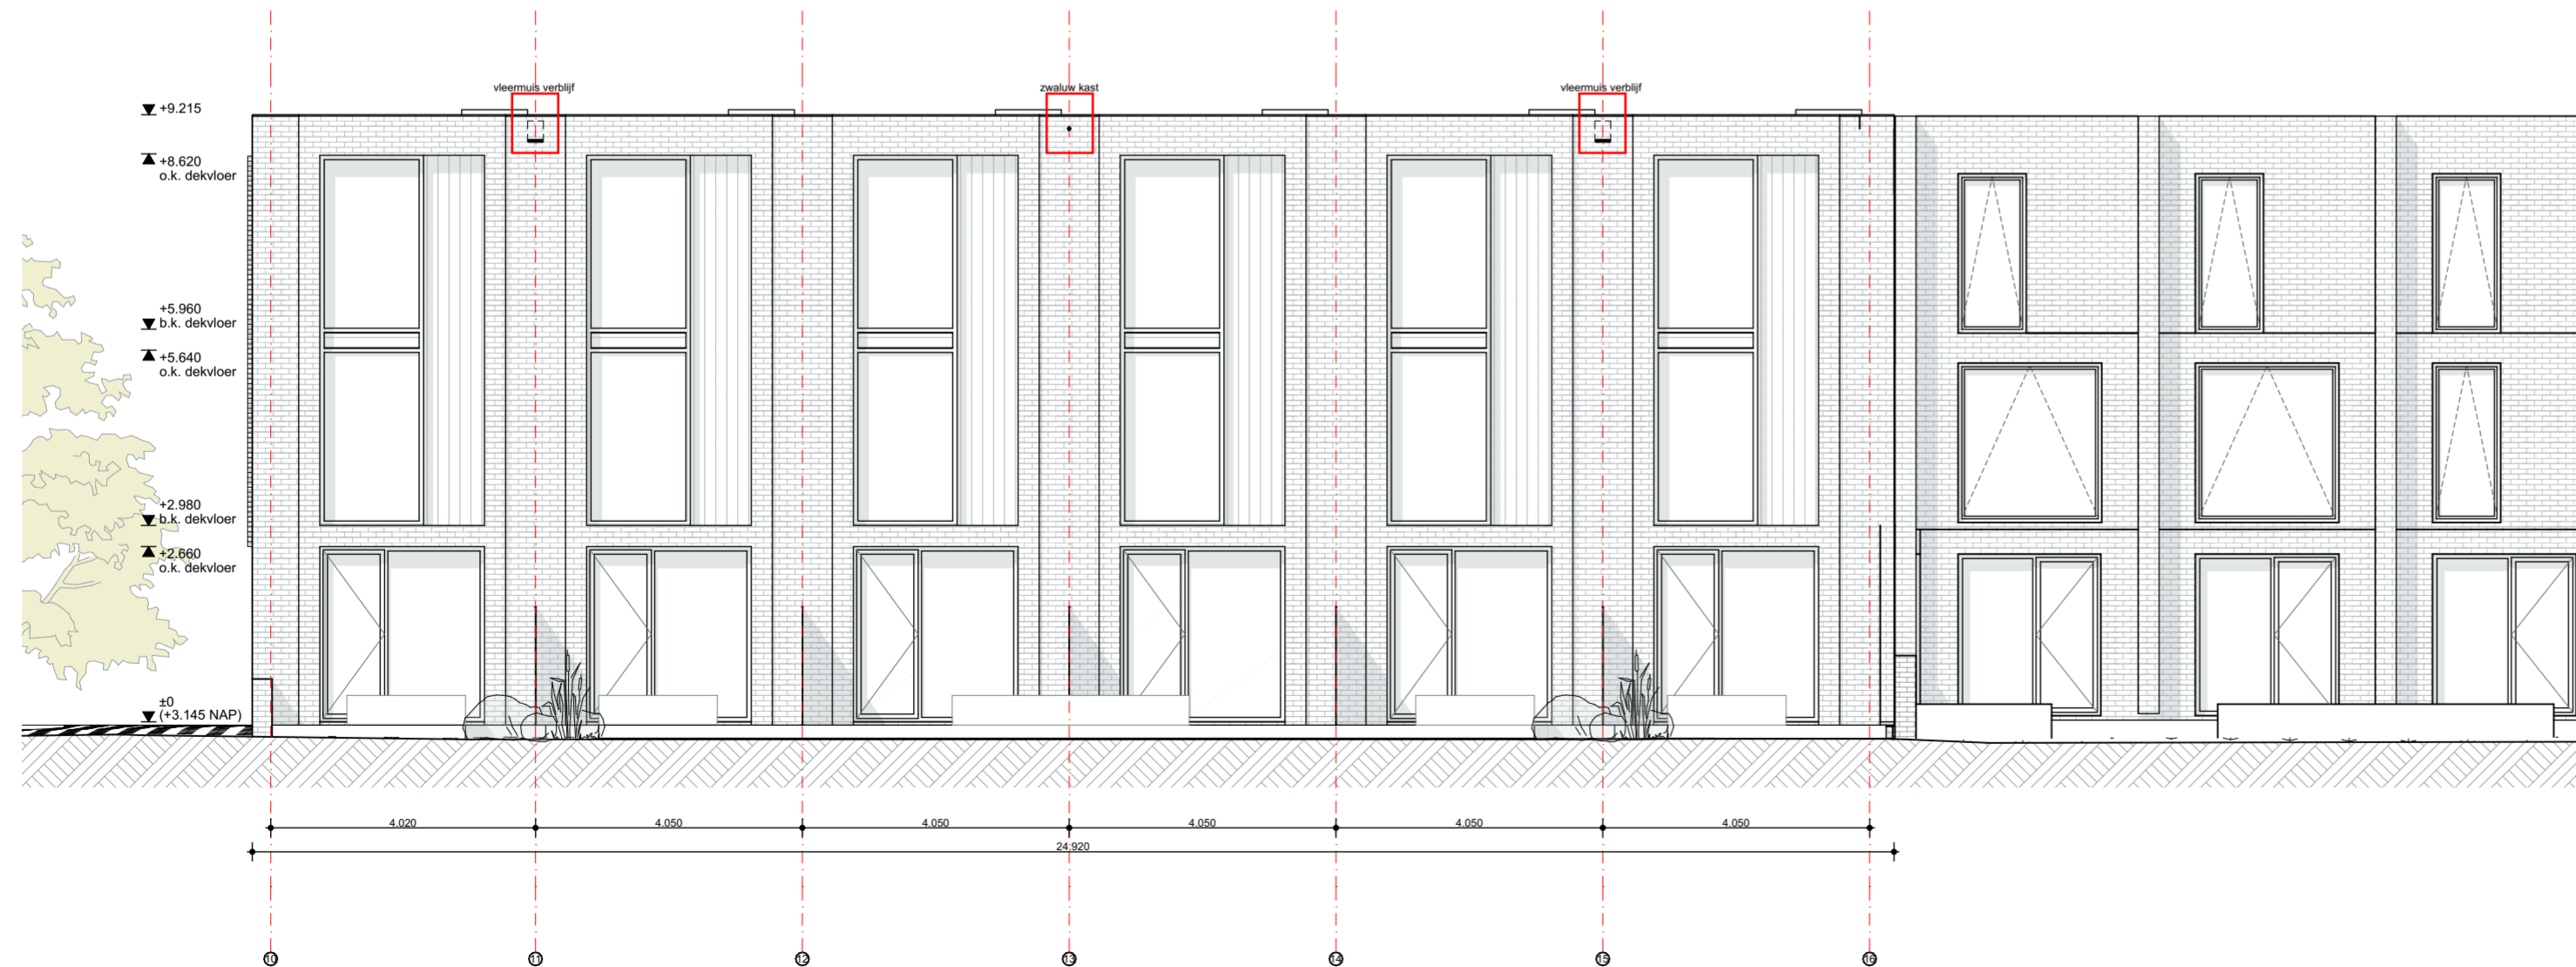 vleermuis verblijf
zwaluw kast
vleermuis verblijf
+9.215
+8.620
o.k. dekvloer
+5.960
b.k. dekvloer
+5.640
o.k. dekvloer
+2.980
b.k. dekvloer
+2.660
o.k. dekvloer
±0
(+3.145 NAP)
4.020
4.050
4.050
4.050
4.050
4.050
24.920
10
11
12
13
14
15
16